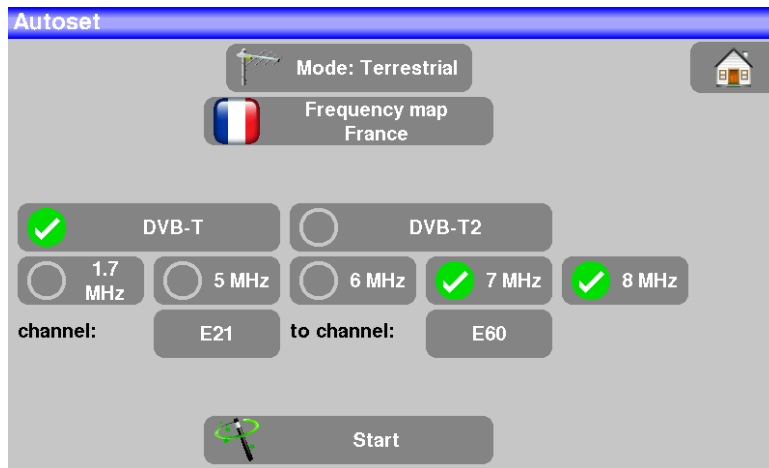 Autoset
Mode: Terrestrial
Frequency map
France
DVB-T
DVB-T2
1.7
MHz
5 MHz
6 MHz
7 MHz
8 MHz
channel:
E21
to channel:
E60
Start